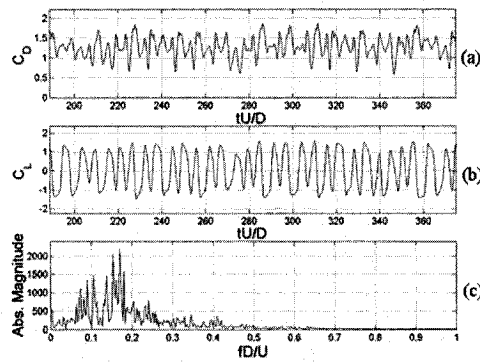 C_D
2
1.5
1
0.5
0
(a)
200 220 240 260 280 300 320 340 360
tU/D
C_L
2
1
0
-1
-2
(b)
200 220 240 260 280 300 320 340 360
tU/D
Abs. Magnitude
2000
1500
1000
500
0
(c)
0 0.1 0.2 0.3 0.4 0.5 0.6 0.7 0.8 0.9 1
fD/U